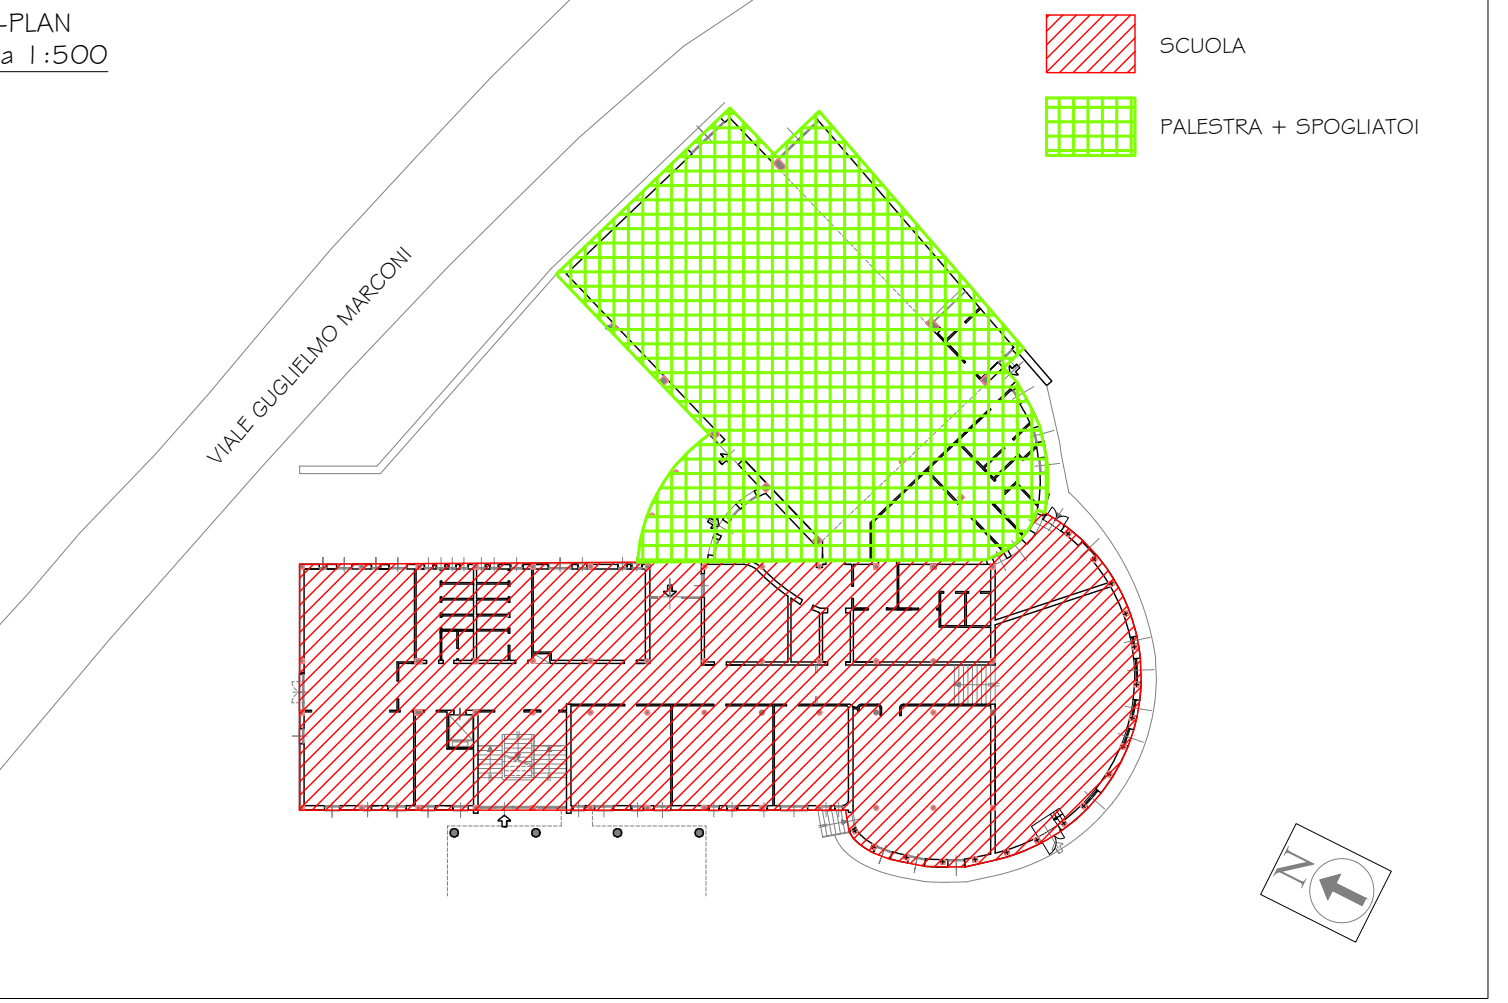 -PLAN
a 1:500
SCUOLA
PALESTRA + SPOGLIATOI
VIALE GUGLIELMO MARCONI
N